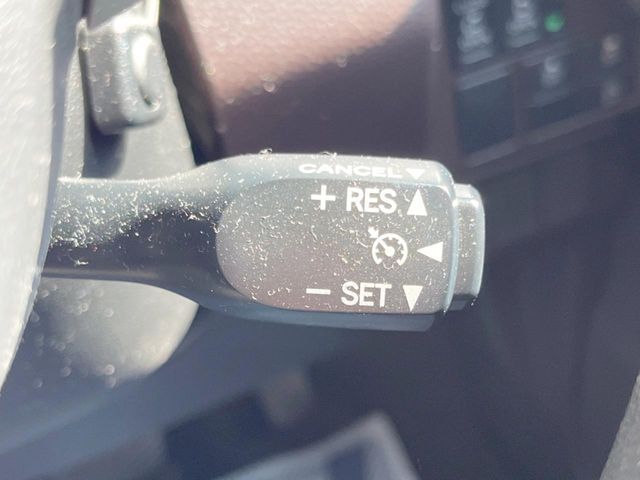 CANCEL▼
+ RES ▲
◀
– SET ▼